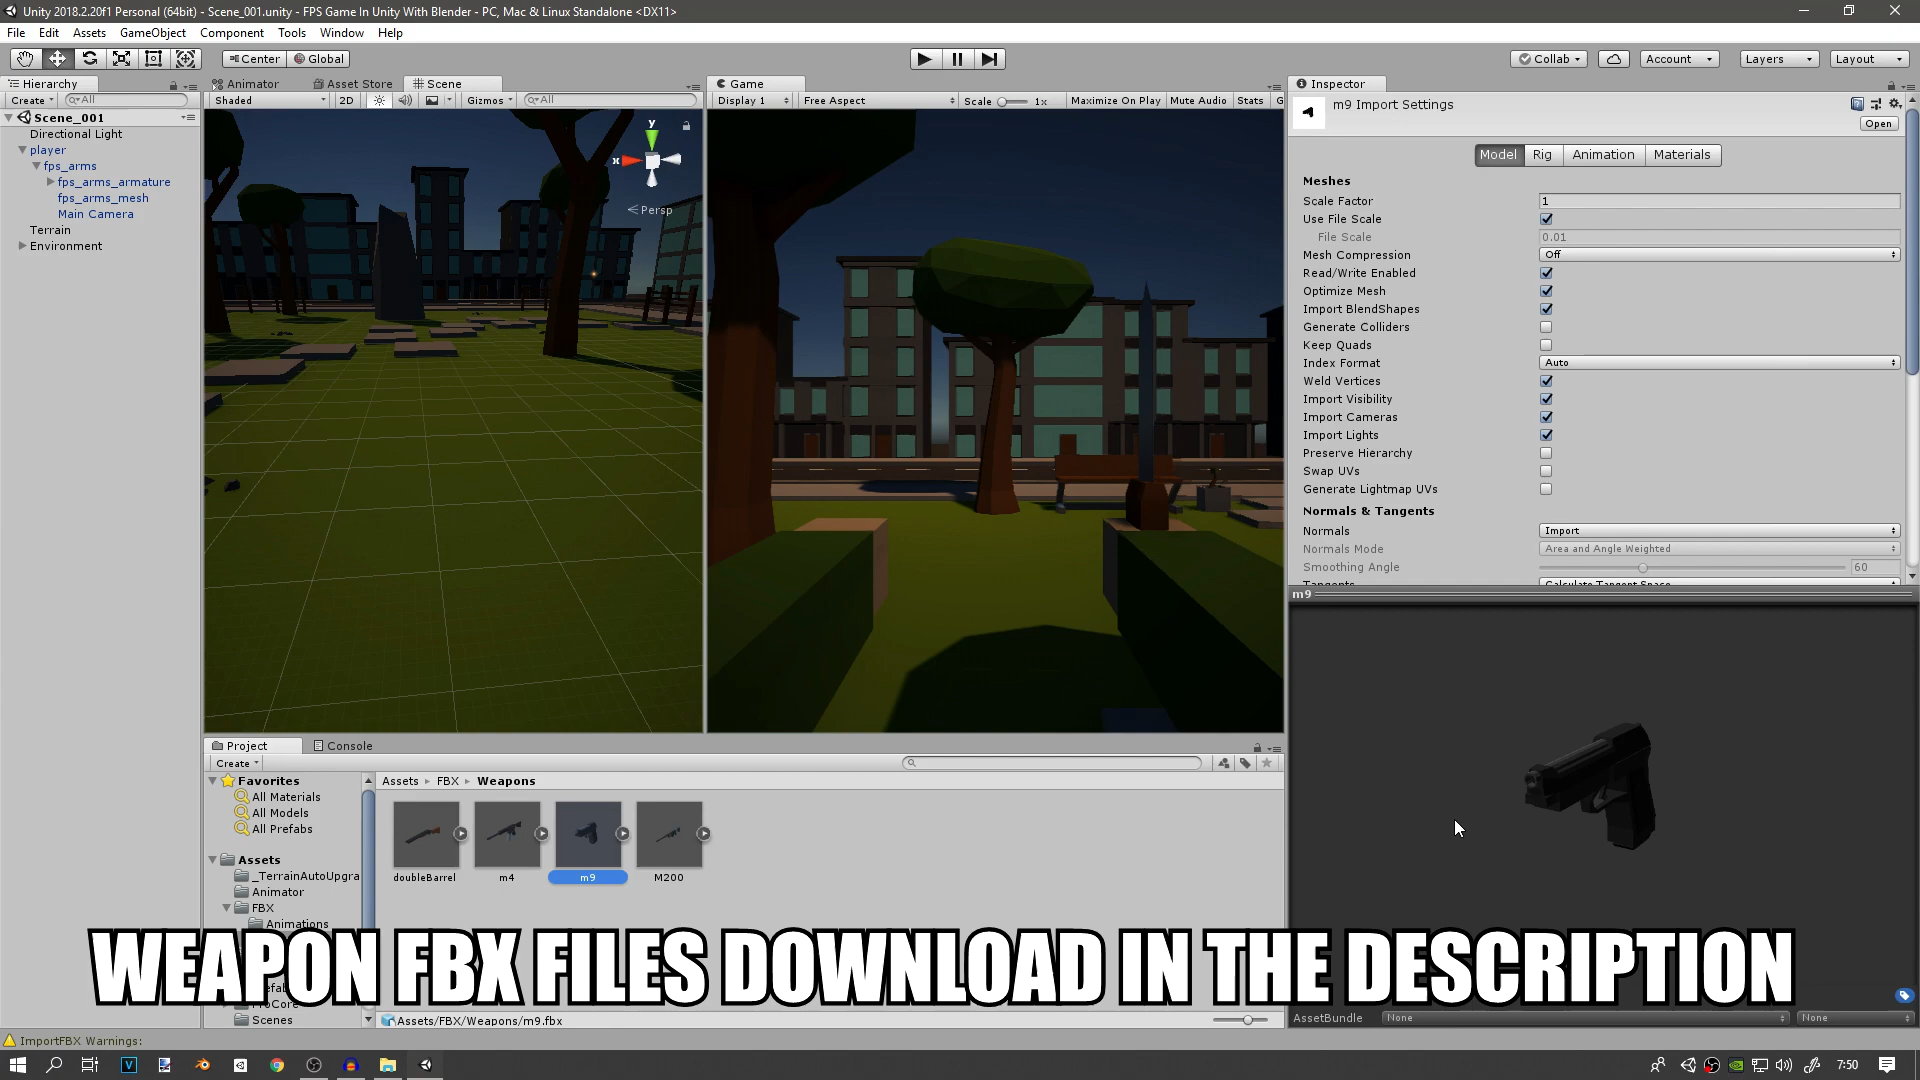 Unity 2018.2.20f1 Personal (64bit) - Scene_001.unity - FPS Game In Unity With Blender - PC, Mac & Linux Standalone <DX11>
File Edit Assets GameObject Component Tools Window Help
Center Global Collab Account Layers Layout
Hierarchy
Create All
Scene_001
Directional Light
player
fps_arms
fps_arms_armature
fps_arms_mesh
Main Camera
Terrain
Environment
Animator Asset Store Scene
Shaded 2D Gizmos All
y
x
Persp
Game
Display 1 Free Aspect Scale 1x Maximize On Play Mute Audio Stats G
Inspector
m9 Import Settings
Open
Model Rig Animation Materials
Meshes
Scale Factor 1
Use File Scale
File Scale 0.01
Mesh Compression Off
Read/Write Enabled
Optimize Mesh
Import BlendShapes
Generate Colliders
Keep Quads
Index Format Auto
Weld Vertices
Import Visibility
Import Cameras
Import Lights
Preserve Hierarchy
Swap UVs
Generate Lightmap UVs
Normals & Tangents
Normals Import
Normals Mode Area and Angle Weighted
Smoothing Angle 60
Tangents Calculate Tangent Space
m9
Project Console
Create
Favorites
All Materials
All Models
All Prefabs
Assets
_TerrainAutoUpgra
Animator
FBX
Animations
Scenes
Assets FBX Weapons
doubleBarrel m4 m9 M200
Assets/FBX/Weapons/m9.fbx
WEAPON FBX FILES DOWNLOAD IN THE DESCRIPTION
AssetBundle None None
ImportFBX Warnings:
7:50